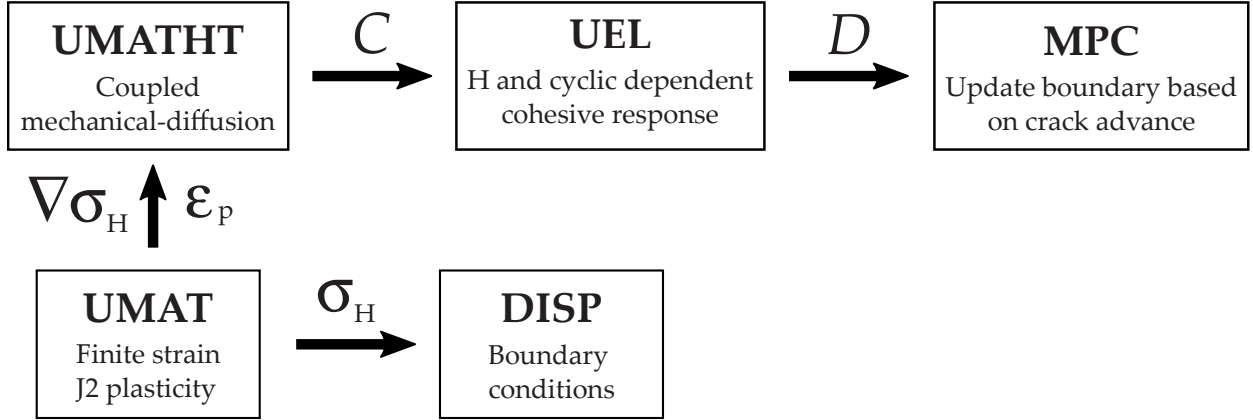 UMATHT
Coupled
mechanical-diffusion
C
UEL
H and cyclic dependent
cohesive response
D
MPC
Update boundary based
on crack advance
∇σH
εp
UMAT
Finite strain
J2 plasticity
σH
DISP
Boundary
conditions